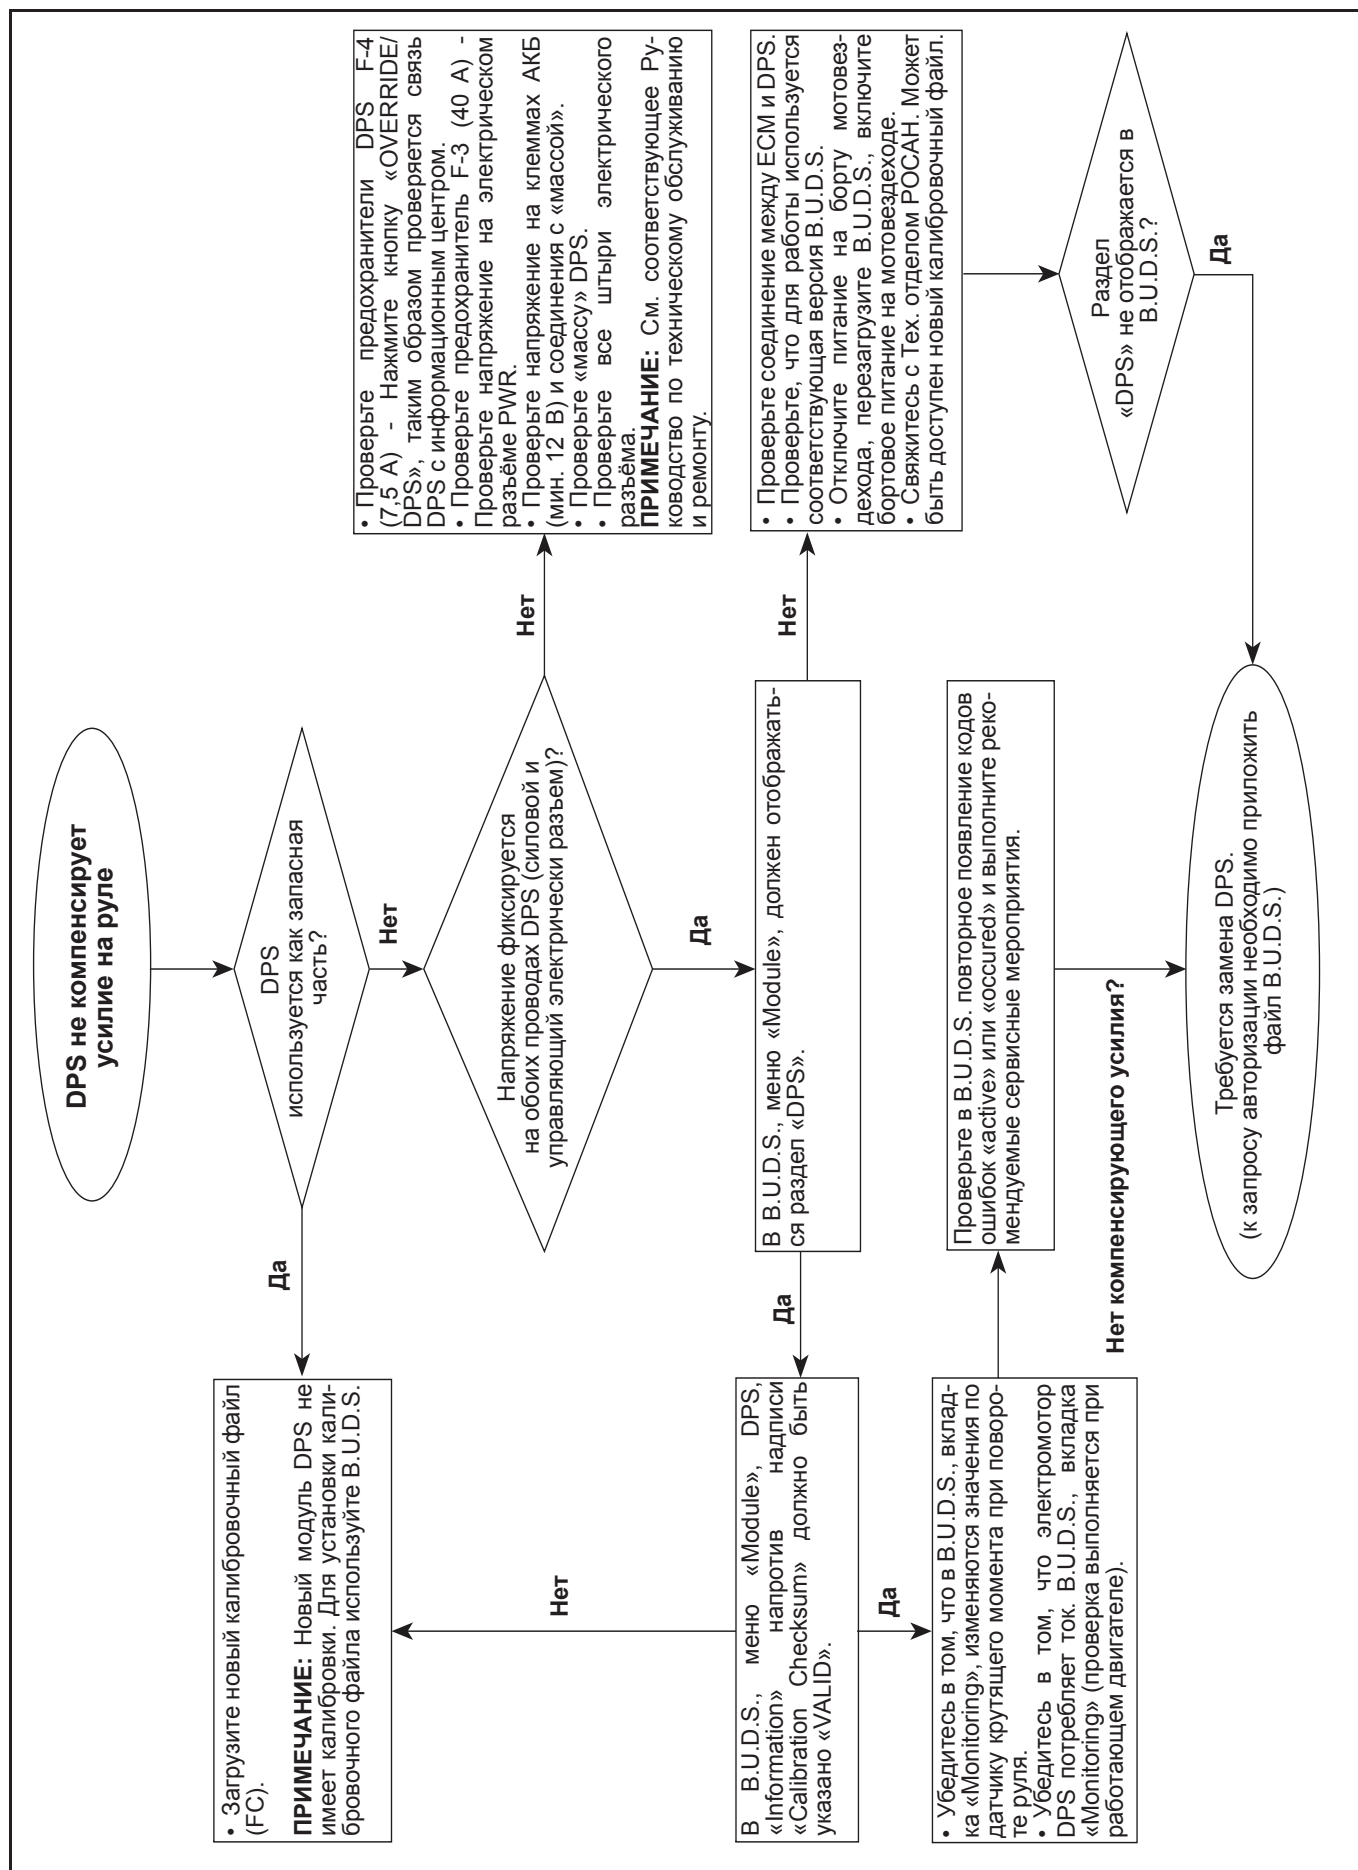 DPS не компенсирует
усилие на руле
DPS
используется как запасная
часть?
Да
Нет
• Загрузите новый калибровочный файл
(FC).
ПРИМЕЧАНИЕ: Новый модуль DPS не
имеет калибровки. Для установки кали-
бровочного файла используйте B.U.D.S.
Напряжение фиксируется
на обоих проводах DPS (силовой и
управляющий электрически разъем)?
Нет
Да
• Проверьте предохранители DPS F-4
(7,5 А) - Нажмите кнопку «OVERRIDE/
DPS», таким образом проверяется связь
DPS с информационным центром.
• Проверьте предохранитель F-3 (40 А) -
Проверьте напряжение на электрическом
разъёме PWR.
• Проверьте напряжение на клеммах АКБ
(мин. 12 В) и соединения с «массой».
• Проверьте «массу» DPS.
• Проверьте все штыри электрического
разъёма.
ПРИМЕЧАНИЕ: См. соответствующее Ру-
ководство по техническому обслуживанию
и ремонту.
В B.U.D.S., меню «Module», должен отображать-
ся раздел «DPS».
Да
Нет
В B.U.D.S., меню «Module», DPS,
«Information» напротив надписи
«Calibration Checksum» должно быть
указано «VALID».
Нет
Да
• Проверьте соединение между ECM и DPS.
• Проверьте, что для работы используется
соответствующая версия B.U.D.S.
• Отключите питание на борту мотовез-
дехода, перезагрузите B.U.D.S., включите
бортовое питание на мотовездеходе.
• Свяжитесь с Тех. отделом РОСАН. Может
быть доступен новый калибровочный файл.
• Убедитесь в том, что в B.U.D.S., вклад-
ка «Monitoring», изменяются значения по
датчику крутящего момента при поворо-
те руля.
• Убедитесь в том, что электромотор
DPS потребляет ток. B.U.D.S., вкладка
«Monitoring» (проверка выполняется при
работающем двигателе).
Проверьте в B.U.D.S. повторное появление кодов
ошибок «active» или «occured» и выполните реко-
мендуемые сервисные мероприятия.
Раздел
«DPS» не отображается в
B.U.D.S.?
Да
Нет компенсирующего усилия?
Требуется замена DPS.
(к запросу авторизации необходимо приложить
файл B.U.D.S.)